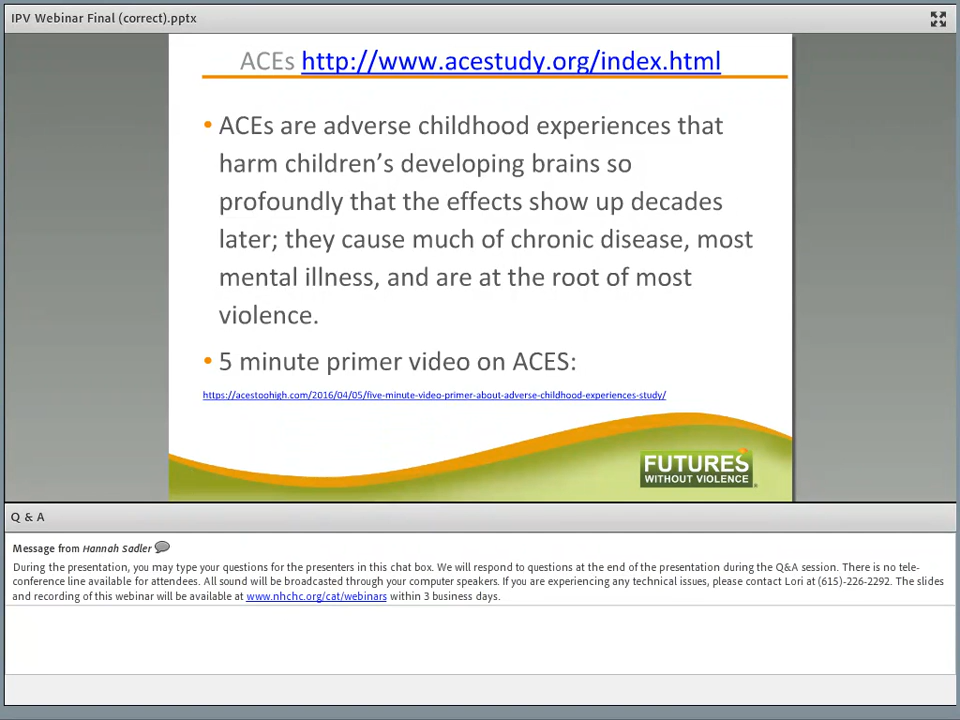 IPV Webinar Final (correct).pptx
ACEs http://www.acestudy.org/index.html
• ACEs are adverse childhood experiences that
harm children’s developing brains so
profoundly that the effects show up decades
later; they cause much of chronic disease, most
mental illness, and are at the root of most
violence.
• 5 minute primer video on ACES:
https://acestoohigh.com/2016/04/05/five-minute-video-primer-about-adverse-childhood-experiences-study/
FUTURES
WITHOUT VIOLENCE
Q & A
Message from Hannah Sadler
During the presentation, you may type your questions for the presenters in this chat box. We will respond to questions at the end of the presentation during the Q&A session. There is no tele-
conference line available for attendees. All sound will be broadcasted through your computer speakers. If you are experiencing any technical issues, please contact Lori at (615)-226-2292. The slides
and recording of this webinar will be available at www.nhchc.org/cat/webinars within 3 business days.